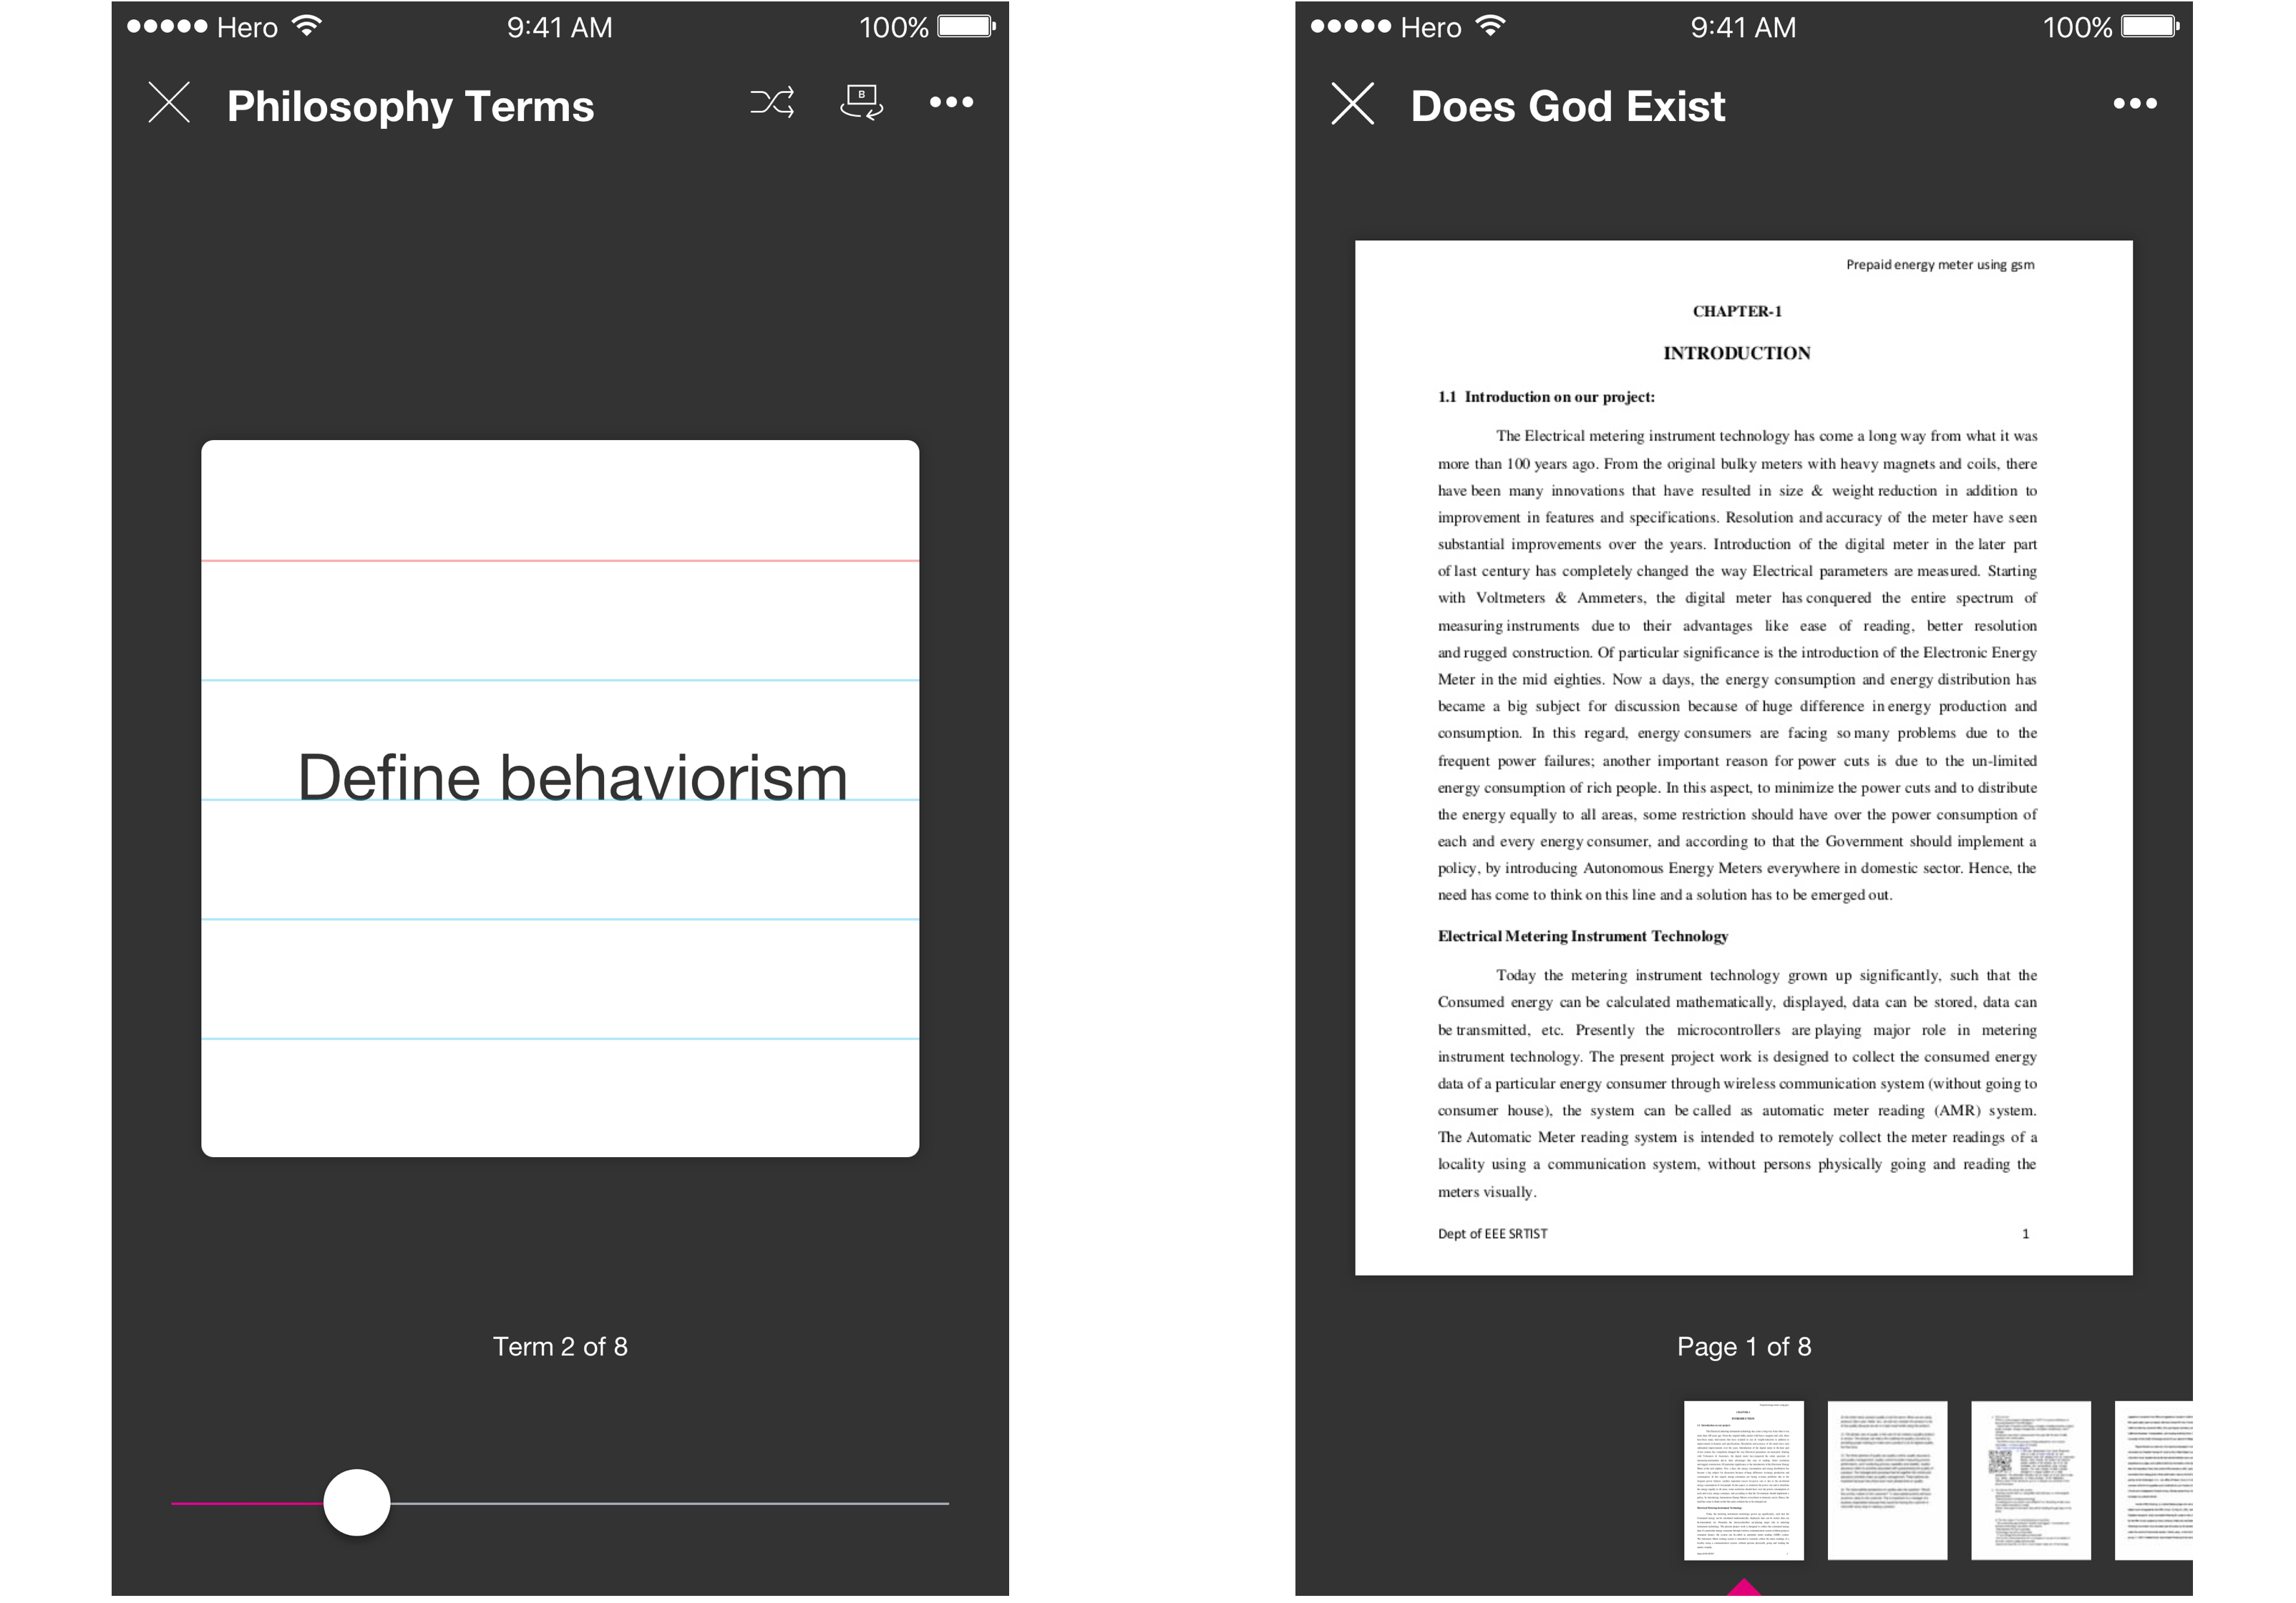 Hero 9:41 AM 100%
Philosophy Terms B
Define behaviorism
Term 2 of 8
Hero 9:41 AM 100%
Does God Exist
Prepaid energy meter using gsm
CHAPTER-1
INTRODUCTION
1.1 Introduction on our project:
The Electrical metering instrument technology has come a long way from what it was
more than 100 years ago. From the original bulky meters with heavy magnets and coils, there
have been many innovations that have resulted in size & weight reduction in addition to
improvement in features and specifications. Resolution and accuracy of the meter have seen
substantial improvements over the years. Introduction of the digital meter in the later part
of last century has completely changed the way Electrical parameters are measured. Starting
with Voltmeters & Ammeters, the digital meter has conquered the entire spectrum of
measuring instruments due to their advantages like ease of reading, better resolution
and rugged construction. Of particular significance is the introduction of the Electronic Energy
Meter in the mid eighties. Now a days, the energy consumption and energy distribution has
became a big subject for discussion because of huge difference in energy production and
consumption. In this regard, energy consumers are facing so many problems due to the
frequent power failures; another important reason for power cuts is due to the un-limited
energy consumption of rich people. In this aspect, to minimize the power cuts and to distribute
the energy equally to all areas, some restriction should have over the power consumption of
each and every energy consumer, and according to that the Government should implement a
policy, by introducing Autonomous Energy Meters everywhere in domestic sector. Hence, the
need has come to think on this line and a solution has to be emerged out.
Electrical Metering Instrument Technology
Today the metering instrument technology grown up significantly, such that the
Consumed energy can be calculated mathematically, displayed, data can be stored, data can
be transmitted, etc. Presently the microcontrollers are playing major role in metering
instrument technology. The present project work is designed to collect the consumed energy
data of a particular energy consumer through wireless communication system (without going to
consumer house), the system can be called as automatic meter reading (AMR) system.
The Automatic Meter reading system is intended to remotely collect the meter readings of a
locality using a communication system, without persons physically going and reading the
meters visually.
Dept of EEE SRTIST 1
Page 1 of 8